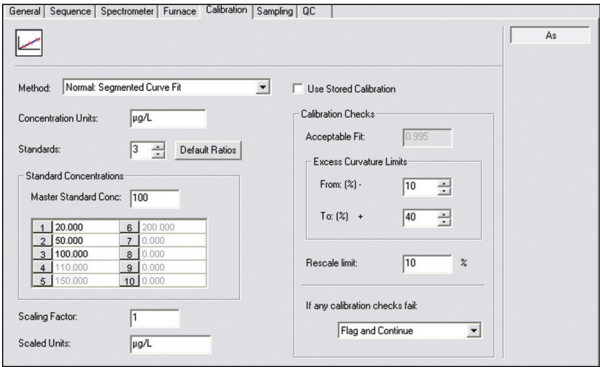 General Sequence Spectrometer Furnace Calibration Sampling QC
As
Method: Normal: Segmented Curve Fit
Concentration Units: µg/L
Standards: 3 Default Ratios
Standard Concentrations
Master Standard Conc: 100
1 20.000 6 200.000
2 50.000 7 0.000
3 100.000 8 0.000
4 110.000 9 0.000
5 150.000 10 0.000
Scaling Factor: 1
Scaled Units: µg/L
Use Stored Calibration
Calibration Checks
Acceptable Fit: 0.995
Excess Curvature Limits
From: (%) - 10
To: (%) + 40
Rescale limit: 10 %
If any calibration checks fail:
Flag and Continue